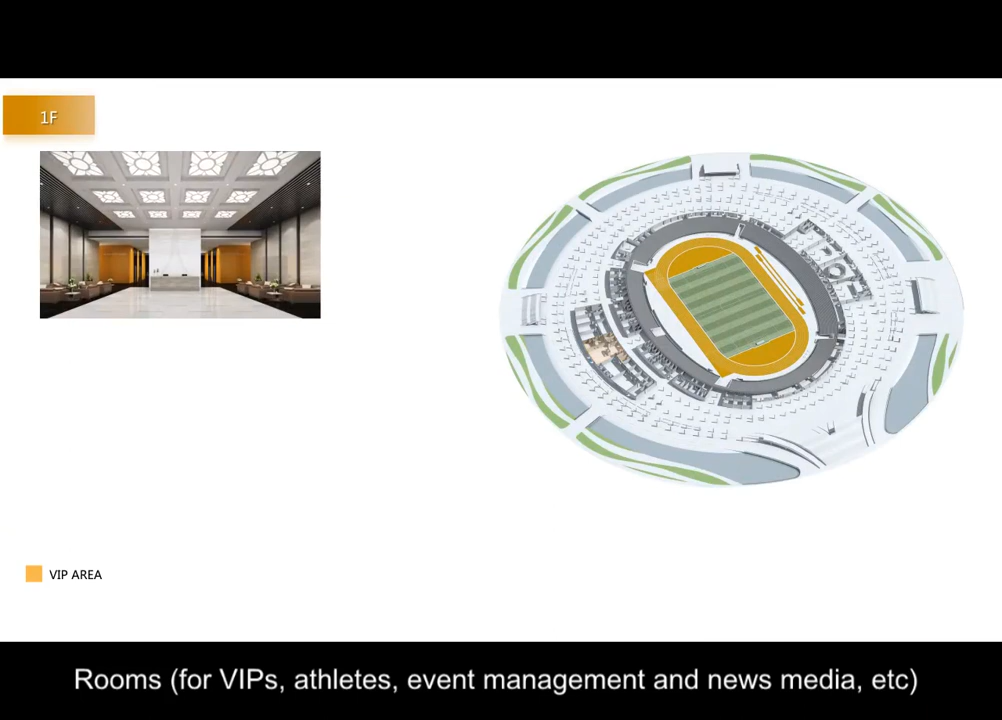 1F
VIP AREA
Rooms (for VIPs, athletes, event management and news media, etc)